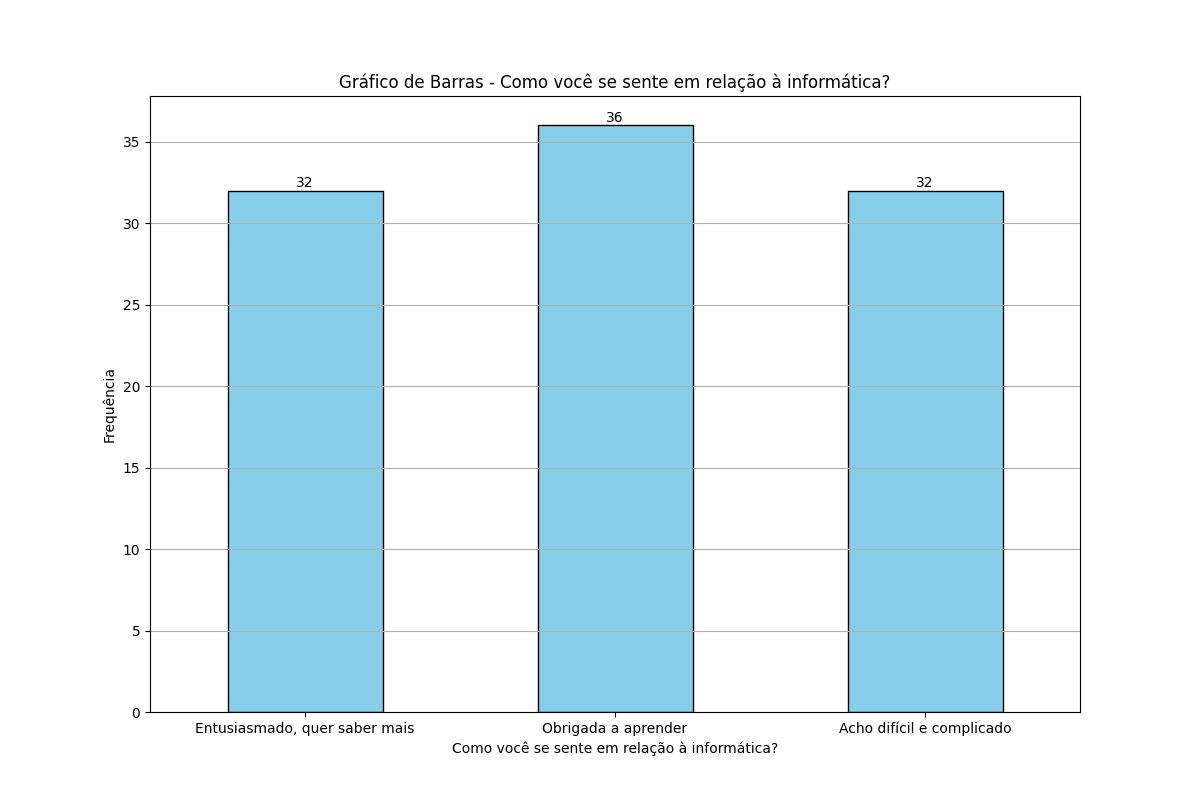 Gráfico de Barras - Como você se sente em relação à informática?
36
35
32
32
30
25
20
15
10
5
0
Frequência
Entusiasmado, quer saber mais
Obrigada a aprender
Acho difícil e complicado
Como você se sente em relação à informática?